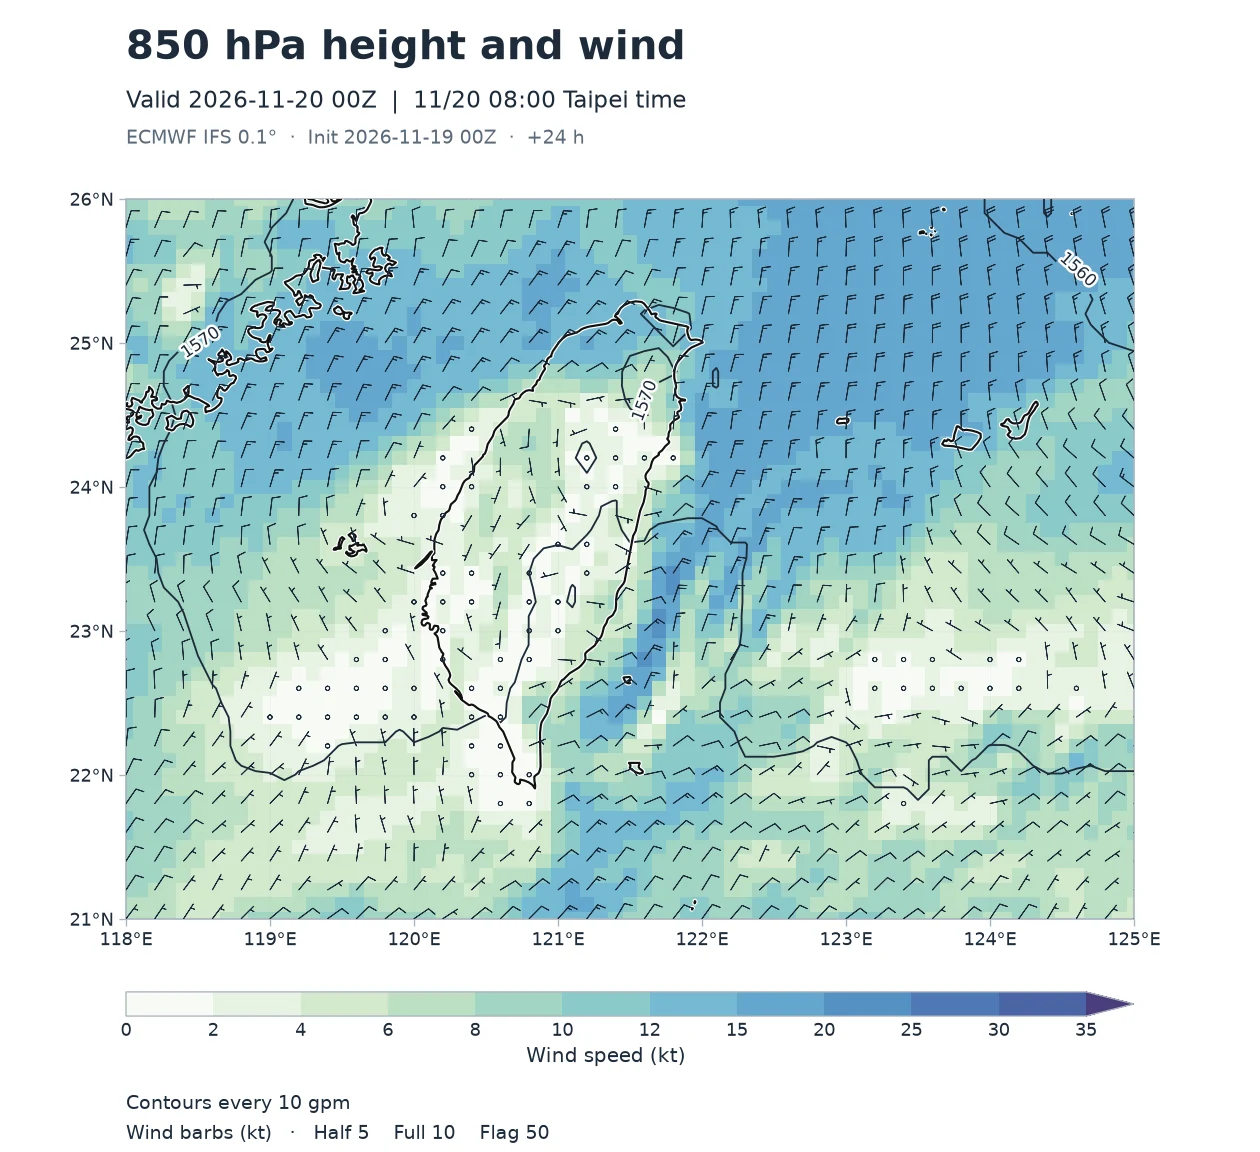 850 hPa height and wind
Valid 2026-11-20 00Z | 11/20 08:00 Taipei time
ECMWF IFS 0.1° · Init 2026-11-19 00Z · +24 h
26°N
1560
25°N
1570
1570
24°N
23°N
22°N
21°N
118°E 119°E 120°E 121°E 122°E 123°E 124°E 125°E
0 2 4 6 8 10 12 15 20 25 30 35
Wind speed (kt)
Contours every 10 gpm
Wind barbs (kt) · Half 5 Full 10 Flag 50